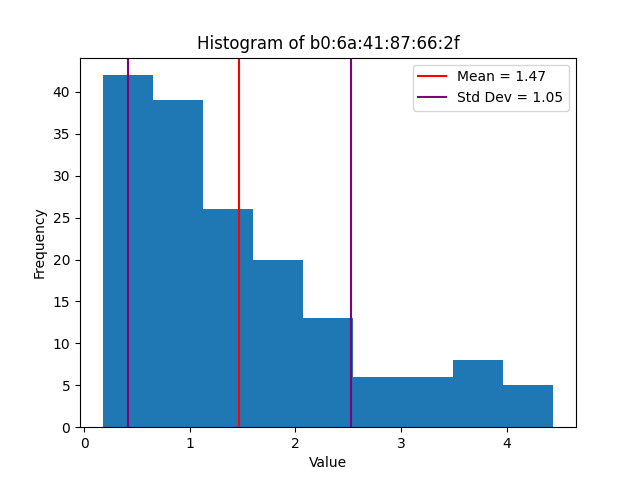 Histogram of b0:6a:41:87:66:2f
Mean = 1.47
Std Dev = 1.05
Frequency
40
35
30
25
20
15
10
5
0
0 1 2 3 4
Value